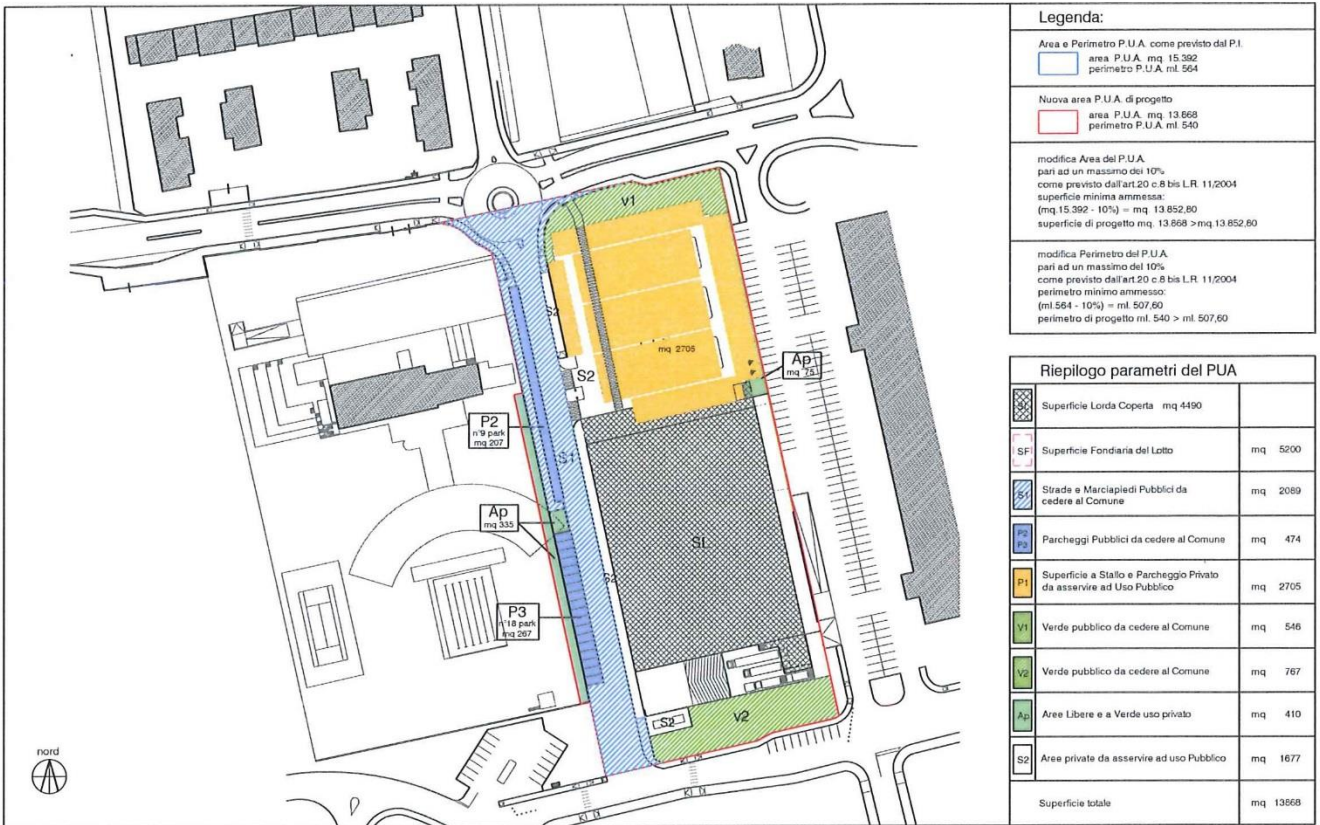 Legenda:
Area e Perimetro P.U.A. come previsto dal P.I.
area P.U.A. mq. 15.392
perimetro P.U.A. ml. 564
Nuova area P.U.A. di progetto
area P.U.A. mq. 13.868
perimetro P.U.A. ml. 540
modifica Area del P.U.A.
pari ad un massimo del 10%
come previsto dall'art.20 c.8 bis L.R. 11/2004
superficie minima ammessa:
(mq.15.392 - 10%) = mq. 13.852,80
superficie di progetto mq. 13.868 >mq.13.852,80
modifica Perimetro del P.U.A.
pari ad un massimo del 10%
come previsto dall'art.20 c.8 bis L.R. 11/2004
perimetro minimo ammesso:
(ml.564 - 10%) = ml. 507,60
perimetro di progetto ml. 540 > ml. 507,60
Riepilogo parametri del PUA
SL Superficie Lorda Coperta mq 4490
SF Superficie Fondiaria del Lotto mq 5200
S1 Strade e Marciapiedi Pubblici da
cedere al Comune mq 2089
P2
P3
Parcheggi Pubblici da cedere al Comune mq 474
P1 Superficie a Stallo e Parcheggio Privato
da asservire ad Uso Pubblico mq 2705
V1 Verde pubblico da cedere al Comune mq 546
V2 Verde pubblico da cedere al Comune mq 767
Ap Aree Libere e a Verde uso privato mq 410
S2 Aree private da asservire ad uso Pubblico mq 1677
Superficie totale mq 13868
V1
S2
mq 2705
S2
Ap
mq 75
P2
n°9 park
mq 207
S1
Ap
mq 335
SL
S2
P3
n°18 park
mq 267
S2
V2
nord